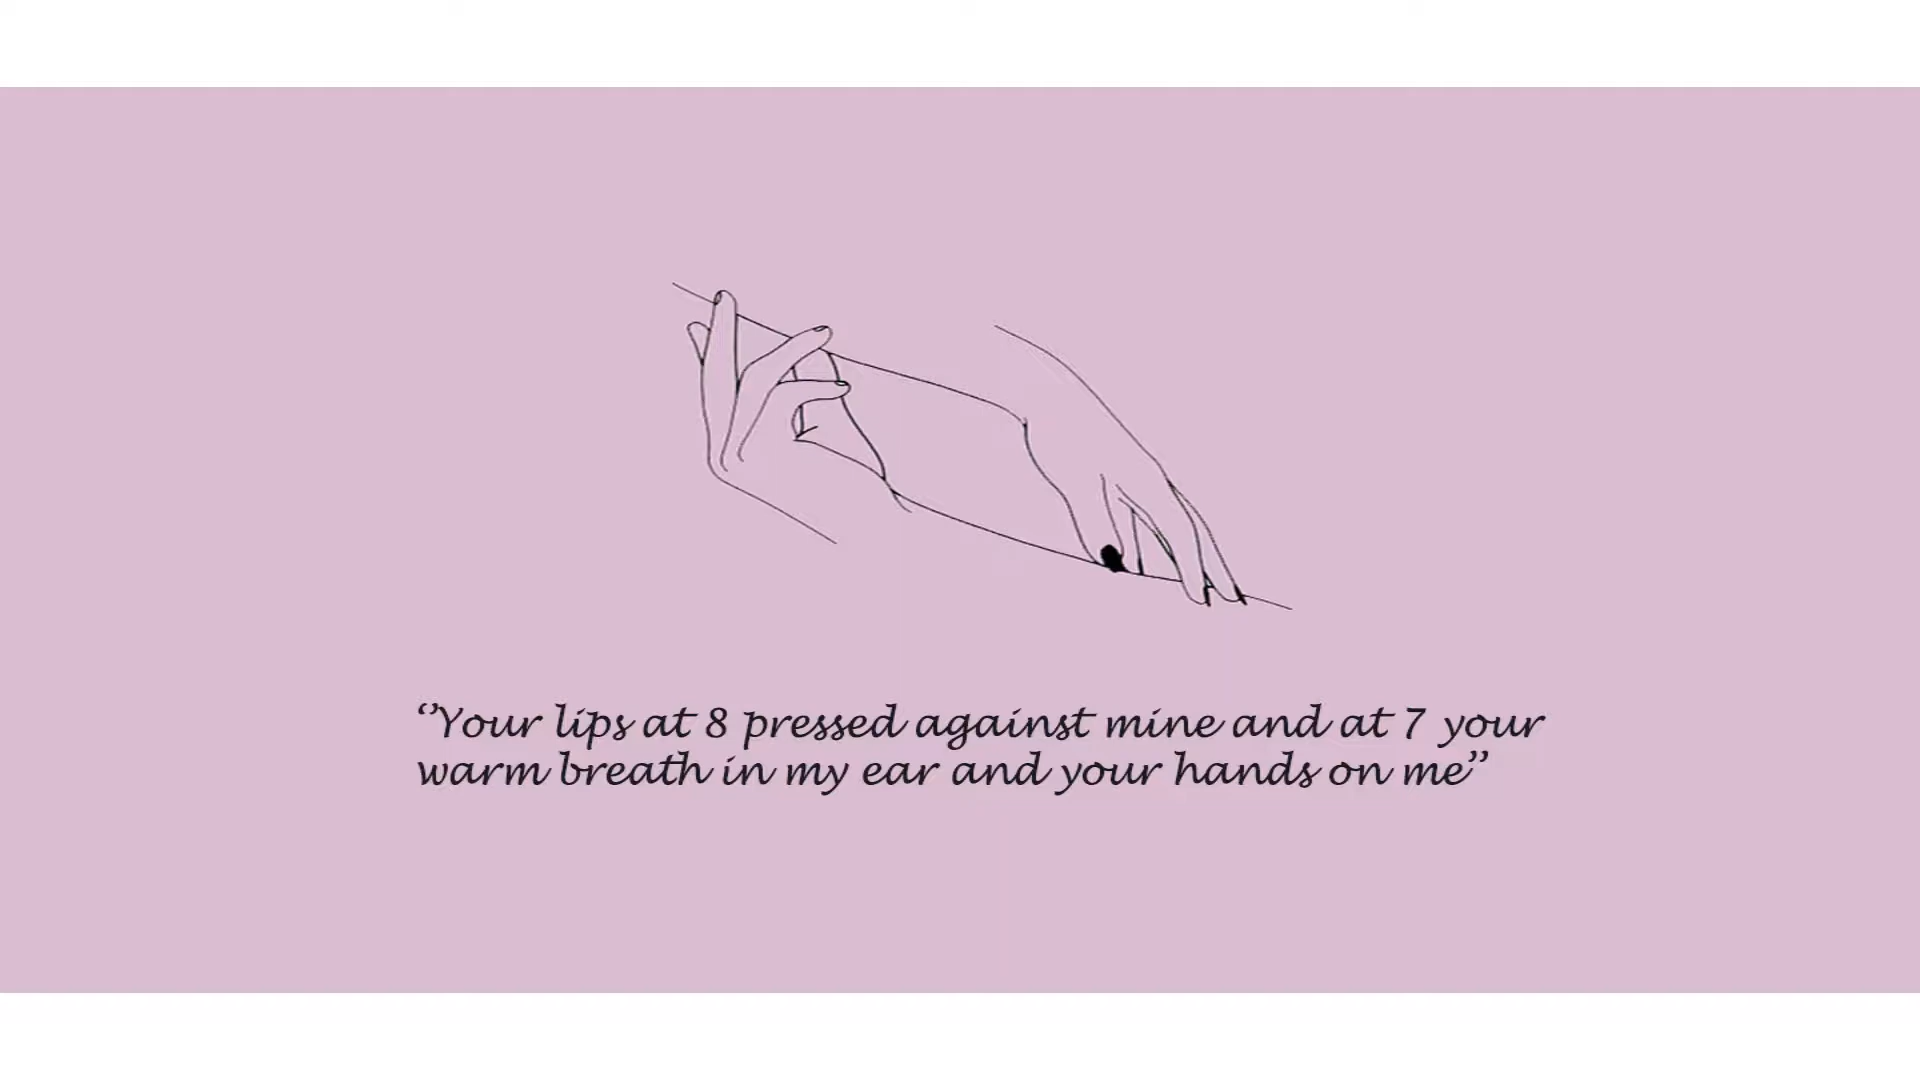 ‘’Your lips at 8 pressed against mine and at 7 your
warm breath in my ear and your hands on me’’